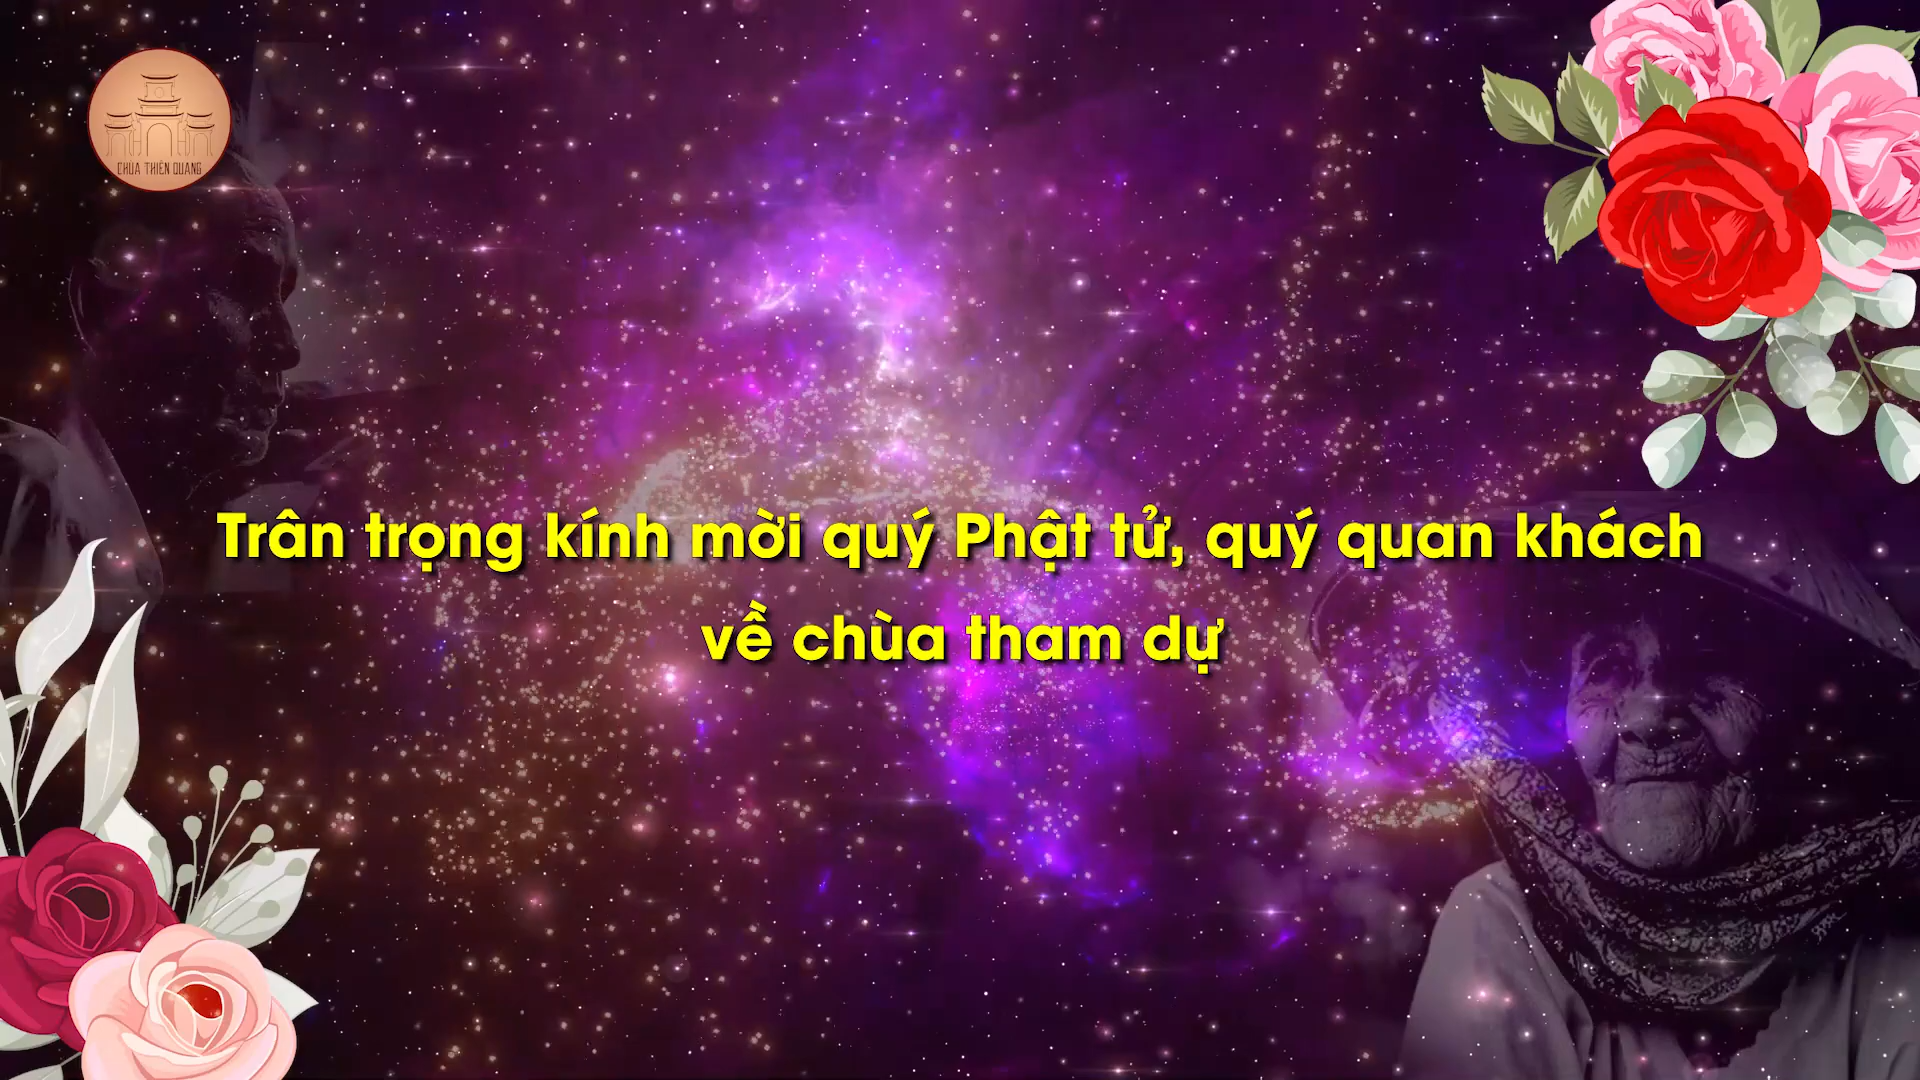 CHÙA THIÊN QUANG
Trân trọng kính mời quý Phật tử, quý quan khách
về chùa tham dự